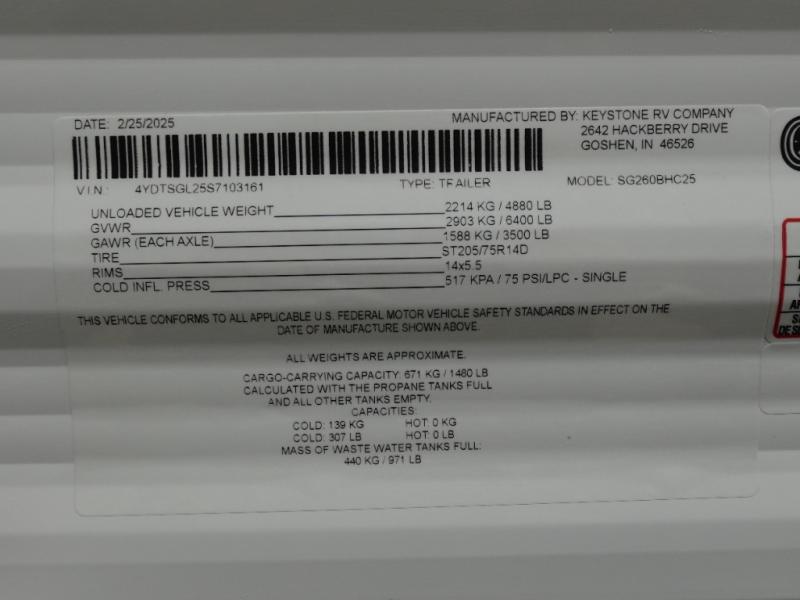 DATE: 2/25/2025
MANUFACTURED BY: KEYSTONE RV COMPANY
2642 HACKBERRY DRIVE
GOSHEN, IN 46526
V.I.N.: 4YDTSGL25S7103161 TYPE: TRAILER MODEL: SG260BHC25
UNLOADED VEHICLE WEIGHT 2214 KG / 4880 LB
GVWR 2903 KG / 6400 LB
GAWR (EACH AXLE) 1588 KG / 3500 LB
TIRE ST205/75R14D
RIMS 14x5.5
COLD INFL. PRESS 517 KPA / 75 PSI/LPC - SINGLE
THIS VEHICLE CONFORMS TO ALL APPLICABLE U.S. FEDERAL MOTOR VEHICLE SAFETY STANDARDS IN EFFECT ON THE
DATE OF MANUFACTURE SHOWN ABOVE.
ALL WEIGHTS ARE APPROXIMATE.
CARGO-CARRYING CAPACITY: 671 KG / 1480 LB
CALCULATED WITH THE PROPANE TANKS FULL
AND ALL OTHER TANKS EMPTY.
CAPACITIES:
COLD: 139 KG HOT: 0 KG
COLD: 307 LB HOT: 0 LB
MASS OF WASTE WATER TANKS FULL:
440 KG / 971 LB